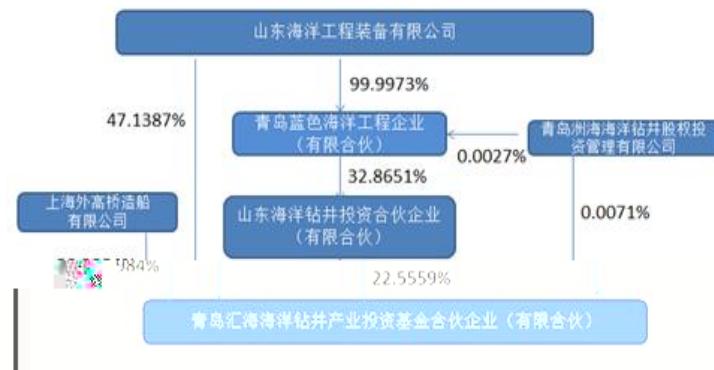 山东海洋工程装备有限公司
99.9973%
47.1387%
青岛蓝色海洋工程企业
（有限合伙）
青岛洲海海洋钻井股权投
资管理有限公司
0.0027%
32.8651%
上海外高桥造船
有限公司
山东海洋钻井投资合伙企业
（有限合伙）
0.0071%
984%
22.5559%
青岛汇海海洋钻井产业投资基金合伙企业（有限合伙）